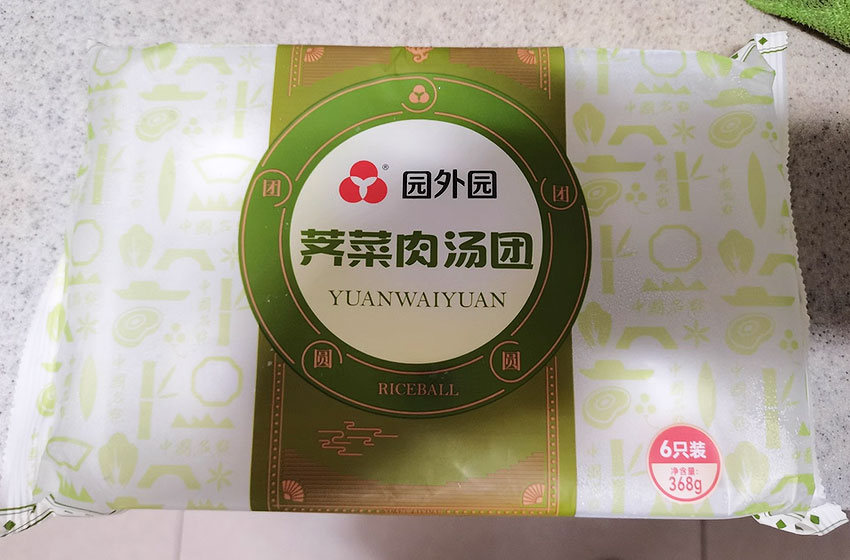 ®
园外园
团
团
荠菜肉汤团
YUANWAIYUAN
圆
圆
RICEBALL
6只装
净含量:
368g